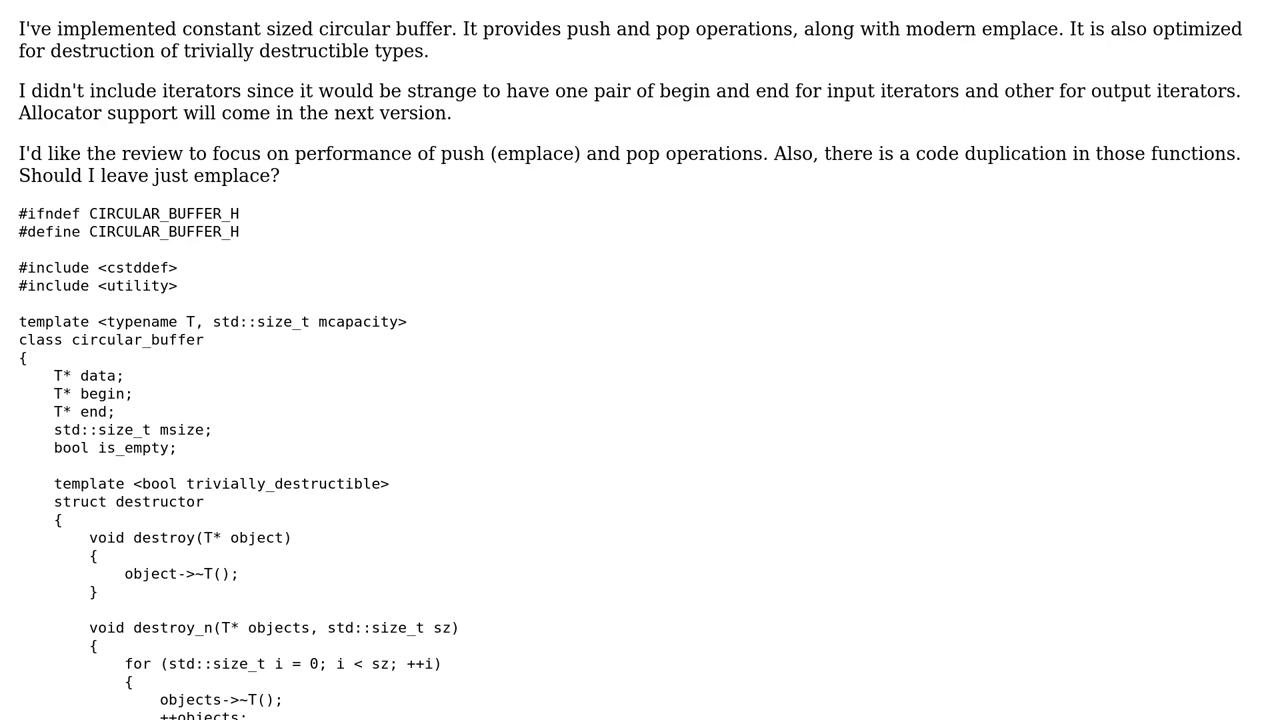 I've implemented constant sized circular buffer. It provides push and pop operations, along with modern emplace. It is also optimized
for destruction of trivially destructible types.
I didn't include iterators since it would be strange to have one pair of begin and end for input iterators and other for output iterators.
Allocator support will come in the next version.
I'd like the review to focus on performance of push (emplace) and pop operations. Also, there is a code duplication in those functions.
Should I leave just emplace?
#ifndef CIRCULAR_BUFFER_H
#define CIRCULAR_BUFFER_H
#include <cstddef>
#include <utility>
template <typename T, std::size_t mcapacity>
class circular_buffer
{
    T* data;
    T* begin;
    T* end;
    std::size_t msize;
    bool is_empty;
    template <bool trivially_destructible>
    struct destructor
    {
        void destroy(T* object)
        {
            object->~T();
        }
        void destroy_n(T* objects, std::size_t sz)
        {
            for (std::size_t i = 0; i < sz; ++i)
            {
                objects->~T();
                ++objects;